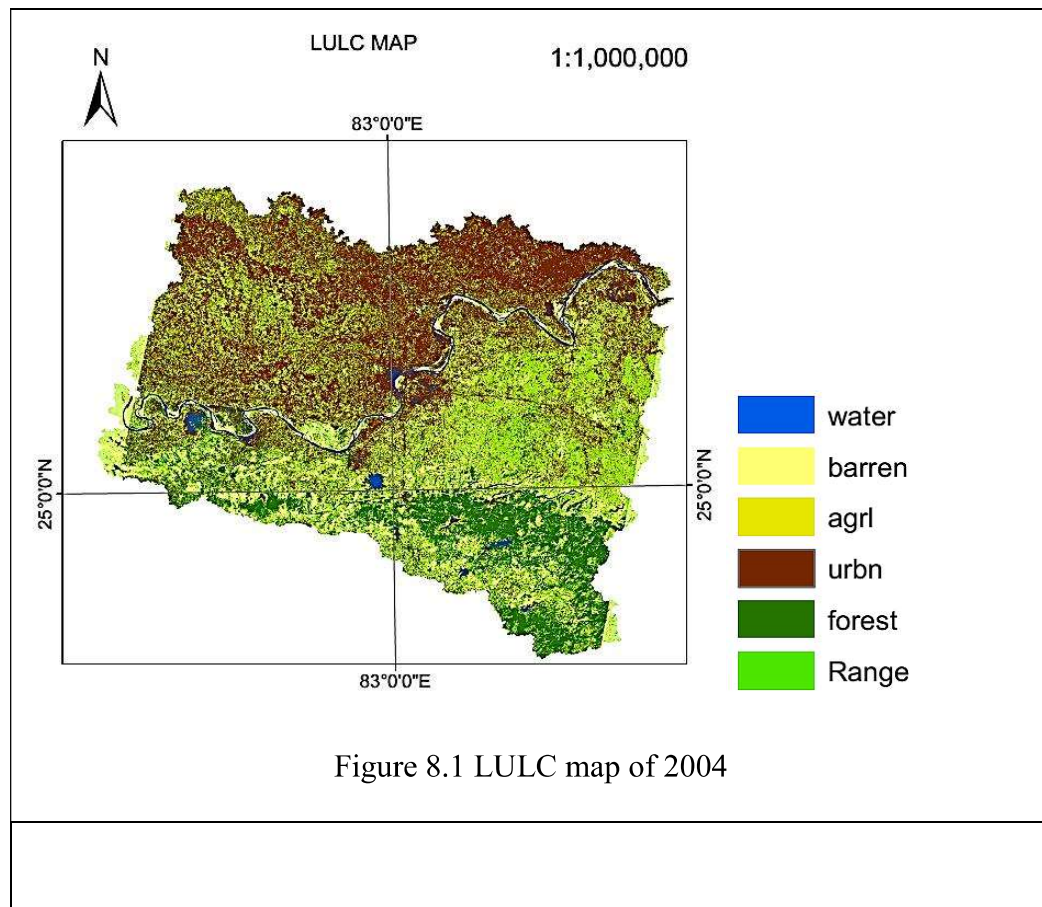 LULC MAP
1:1,000,000
N
83°0'0"E
25°0'0"N
25°0'0"N
83°0'0"E
water
barren
agrl
urbn
forest
Range
Figure 8.1 LULC map of 2004